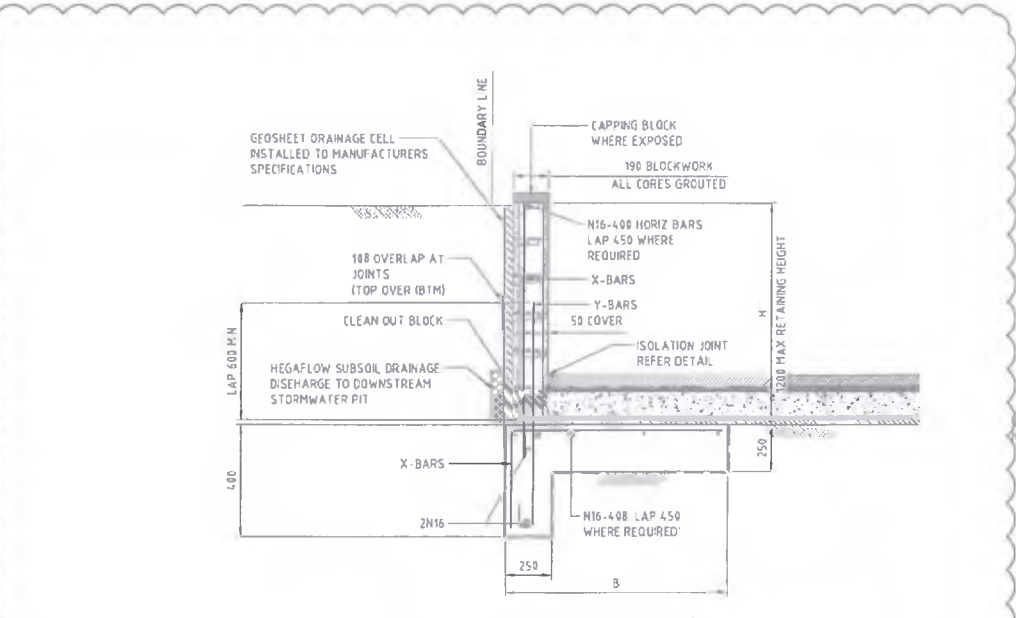 BOUNDARY LINE
GEOSHEET DRAINAGE CELL
INSTALLED TO MANUFACTURERS
SPECIFICATIONS
CAPPING BLOCK
WHERE EXPOSED
190 BLOCKWORK
ALL CORES GROUTED
N16-400 HORIZ BARS
LAP 450 WHERE
REQUIRED
108 OVERLAP AT
JOINTS
(TOP OVER (BTM)
X-BARS
Y-BARS
50 COVER
CLEAN OUT BLOCK
ISOLATION JOINT
REFER DETAIL
HEGAFLOW SUBSOIL DRAINAGE
DISCHARGE TO DOWNSTREAM
STORMWATER PIT
LAP 600 MIN
H
1200 MAX RETAINING HEIGHT
400
250
X-BARS
2N16
N16-408 LAP 450
WHERE REQUIRED
250
B